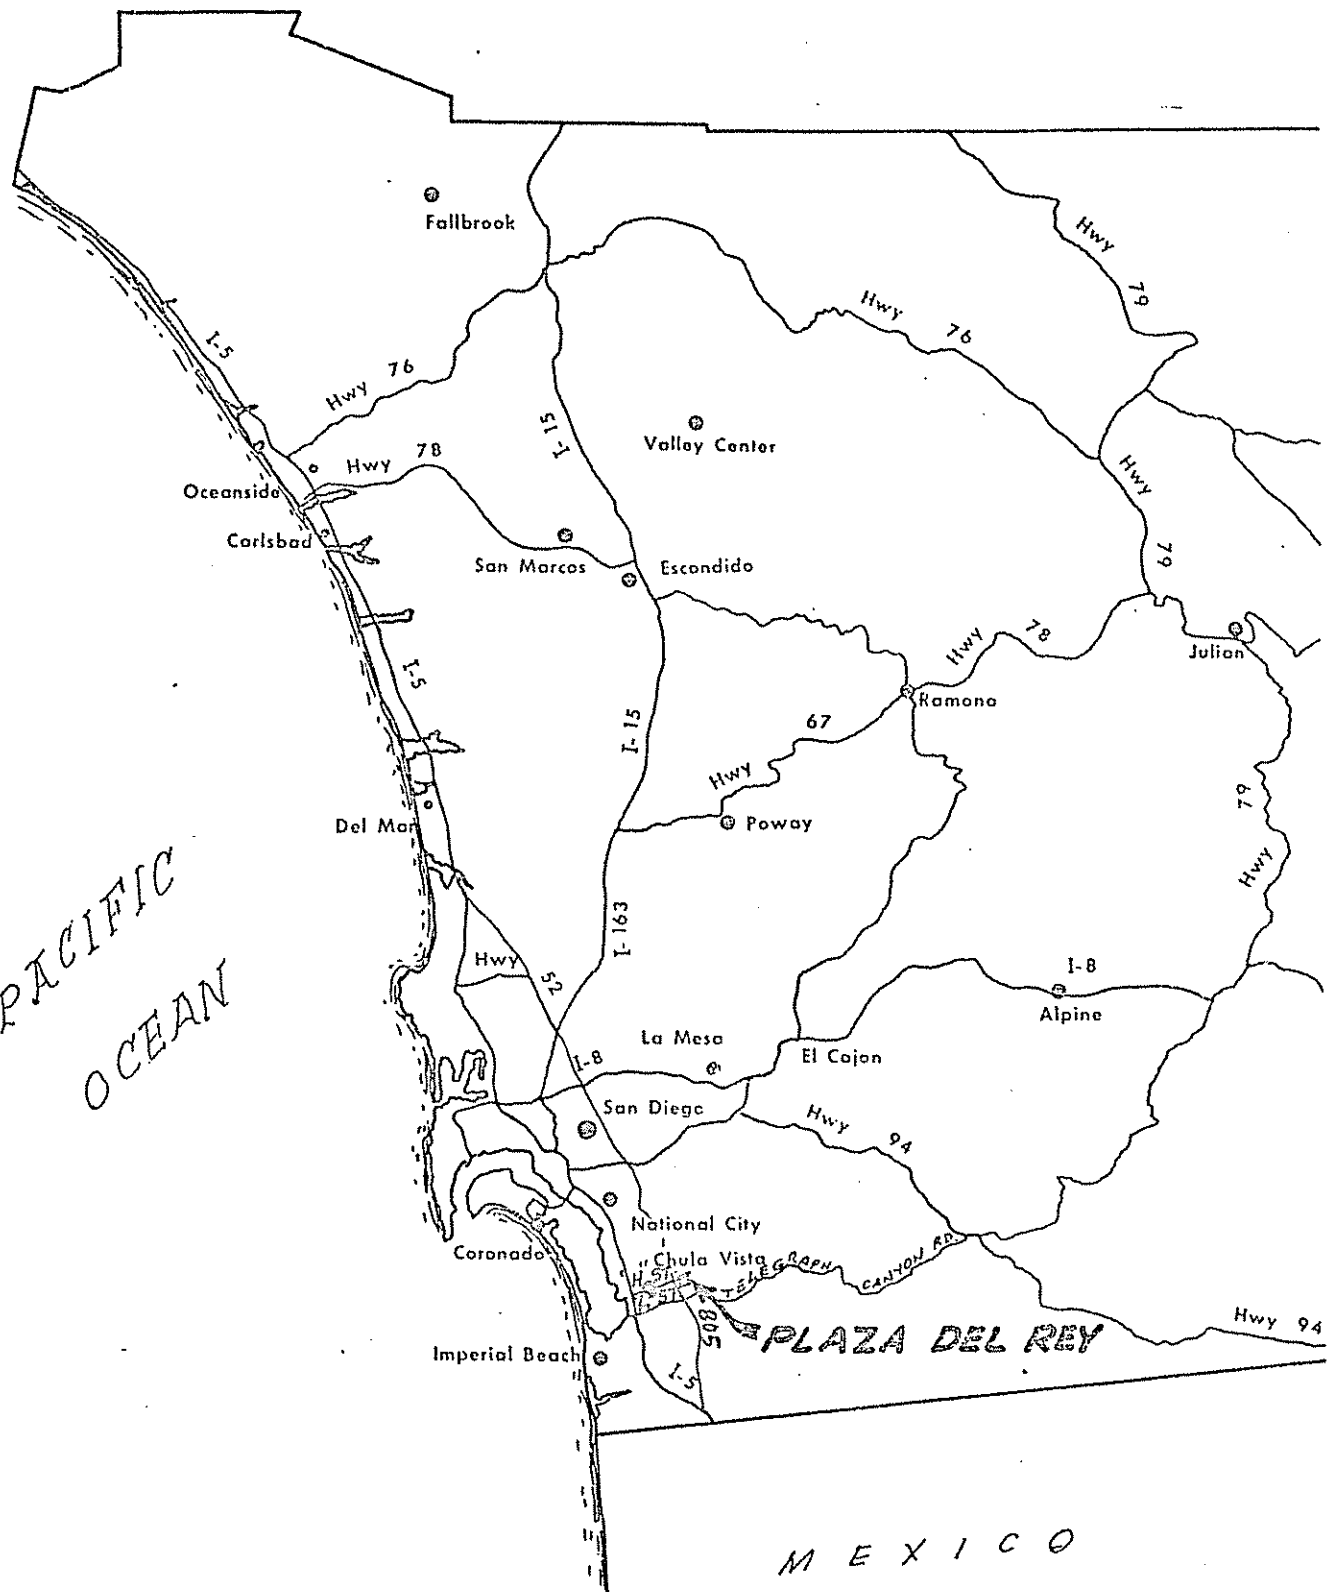 Fallbrook
Hwy
79
Hwy
76
I-5
Hwy 76
I-15
Valley Center
Hwy 78
Hwy
Oceanside
Carlsbad
San Marcos
Escondido
79
Hwy 78
Julian
I-5
Ramona
I-15
Hwy 67
79
Del Mar
Poway
Hwy
PACIFIC
OCEAN
I-163
Hwy 52
I-8
Alpine
La Mesa
El Cajon
I-8
San Diego
Hwy 94
National City
Coronado
Chula Vista
"H" ST
TELEGRAPH CANYON RD.
805
PLAZA DEL REY
Hwy 94
Imperial Beach
I-5
MEXICO